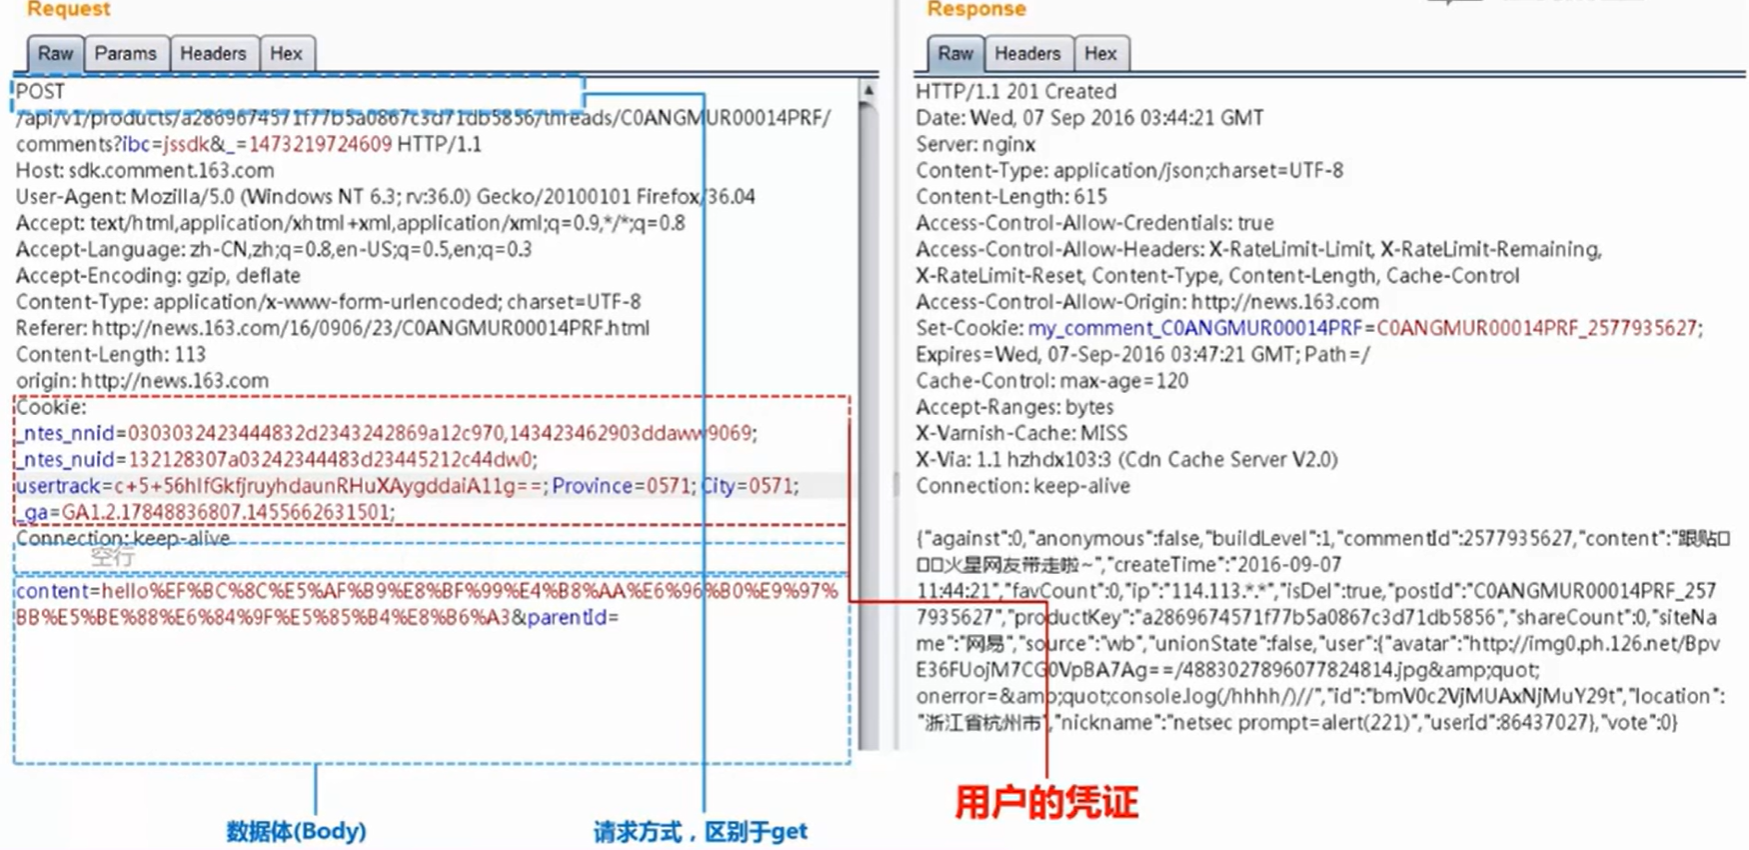 Request
Raw Params Headers Hex
POST
/api/v1/products/a2869674571f77b5a0867c3d71db5856/threads/C0ANGMUR00014PRF/
comments?ibc=jssdk&_=1473219724609 HTTP/1.1
Host: sdk.comment.163.com
User-Agent: Mozilla/5.0 (Windows NT 6.3; rv:36.0) Gecko/20100101 Firefox/36.04
Accept: text/html,application/xhtml+xml,application/xml;q=0.9,*/*;q=0.8
Accept-Language: zh-CN,zh;q=0.8,en-US;q=0.5,en;q=0.3
Accept-Encoding: gzip, deflate
Content-Type: application/x-www-form-urlencoded; charset=UTF-8
Referer: http://news.163.com/16/0906/23/C0ANGMUR00014PRF.html
Content-Length: 113
origin: http://news.163.com
Cookie:
_ntes_nnid=0303032423444832d2343242869a12c970,143423462903ddaww9069;
_ntes_nuid=132128307a03242344483d23445212c44dw0;
usertrack=c+5+56hIfGkfjruyhdaunRHuXAygddaiA11g==; Province=0571; City=0571;
_ga=GA1.2.17848836807.1455662631501;
Connection: keep-alive
空行
content=hello%EF%BC%8C%E5%AF%B9%E8%BF%99%E4%B8%AA%E6%96%B0%E9%97%
BB%E5%BE%88%E6%84%9F%E5%85%B4%E8%B6%A3&parentId=
数据体(Body)
请求方式，区别于get
Response
Raw Headers Hex
HTTP/1.1 201 Created
Date: Wed, 07 Sep 2016 03:44:21 GMT
Server: nginx
Content-Type: application/json;charset=UTF-8
Content-Length: 615
Access-Control-Allow-Credentials: true
Access-Control-Allow-Headers: X-RateLimit-Limit, X-RateLimit-Remaining,
X-RateLimit-Reset, Content-Type, Content-Length, Cache-Control
Access-Control-Allow-Origin: http://news.163.com
Set-Cookie: my_comment_C0ANGMUR00014PRF=C0ANGMUR00014PRF_2577935627;
Expires=Wed, 07-Sep-2016 03:47:21 GMT; Path=/
Cache-Control: max-age=120
Accept-Ranges: bytes
X-Varnish-Cache: MISS
X-Via: 1.1 hzhdx103:3 (Cdn Cache Server V2.0)
Connection: keep-alive
{"against":0,"anonymous":false,"buildLevel":1,"commentId":2577935627,"content":"跟贴□
□□火星网友带走啦~","createTime":"2016-09-07
11:44:21","favCount":0,"ip":"114.113.*.*","isDel":true,"postId":"C0ANGMUR00014PRF_257
7935627","productKey":"a2869674571f77b5a0867c3d71db5856","shareCount":0,"siteNa
me":"网易","source":"wb","unionState":false,"user":{"avatar":"http://img0.ph.126.net/Bpv
E36FUojM7CG0VpBA7Ag==/4883027896077824814.jpg&amp;quot;
onerror=&amp;quot;console.log(/hhhh/)//","id":"bmV0c2VjMUAxNjMuY29t","location":
"浙江省杭州市","nickname":"netsec prompt=alert(221)","userId":86437027},"vote":0}
用户的凭证